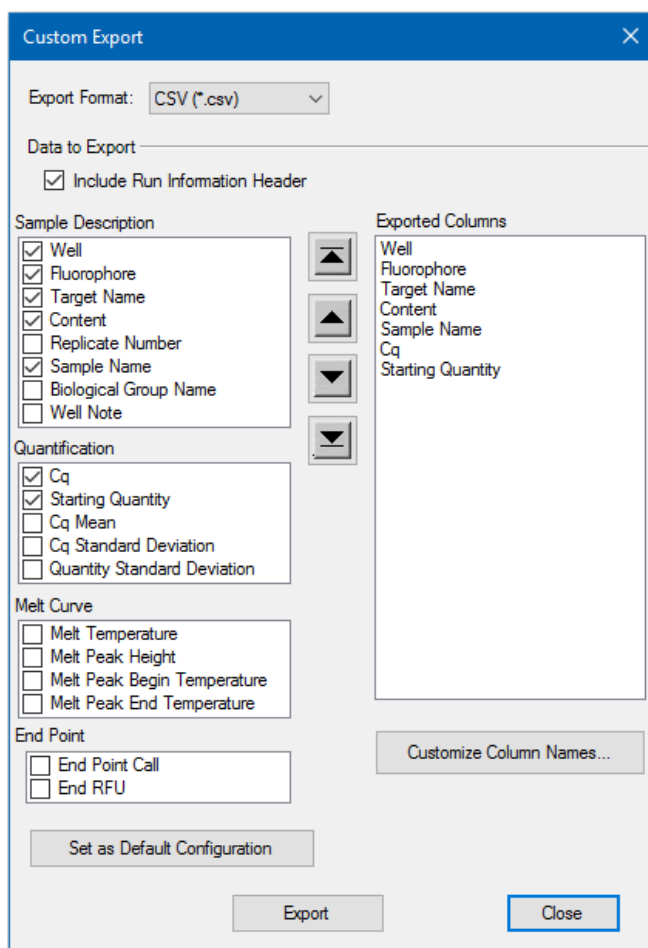 Custom Export
Export Format: CSV (*.csv)
Data to Export
Include Run Information Header
Sample Description
Well
Fluorophore
Target Name
Content
Replicate Number
Sample Name
Biological Group Name
Well Note
Quantification
Cq
Starting Quantity
Cq Mean
Cq Standard Deviation
Quantity Standard Deviation
Melt Curve
Melt Temperature
Melt Peak Height
Melt Peak Begin Temperature
Melt Peak End Temperature
End Point
End Point Call
End RFU
Set as Default Configuration
Exported Columns
Well
Fluorophore
Target Name
Content
Sample Name
Cq
Starting Quantity
Customize Column Names...
Export
Close